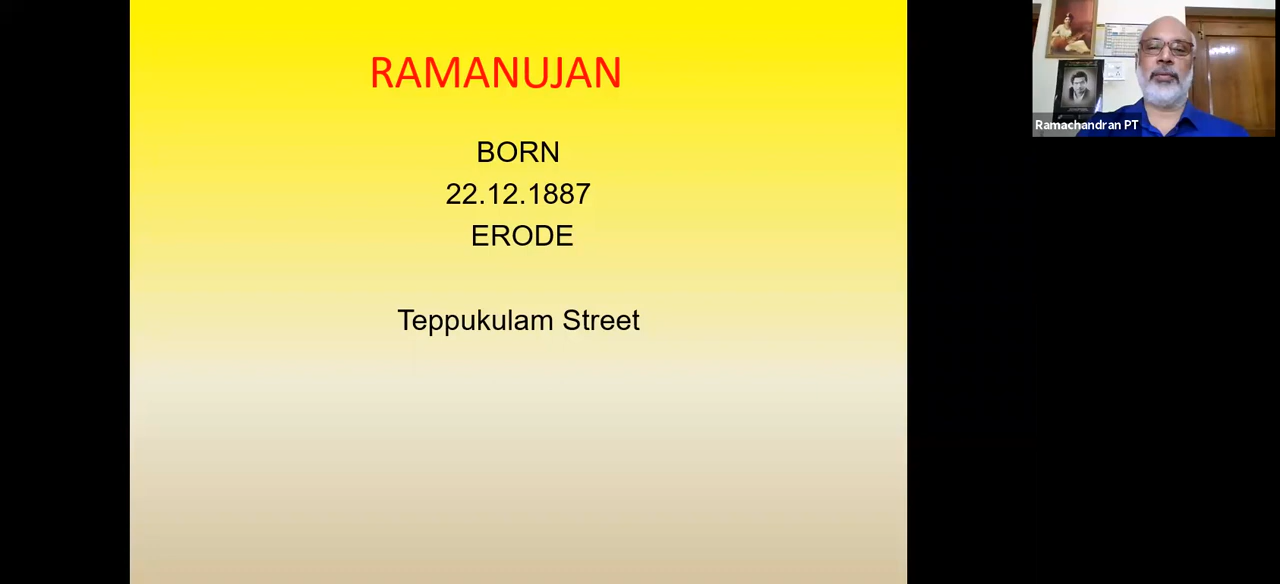 RAMANUJAN
BORN
22.12.1887
ERODE
Teppukulam Street
Ramachandran PT